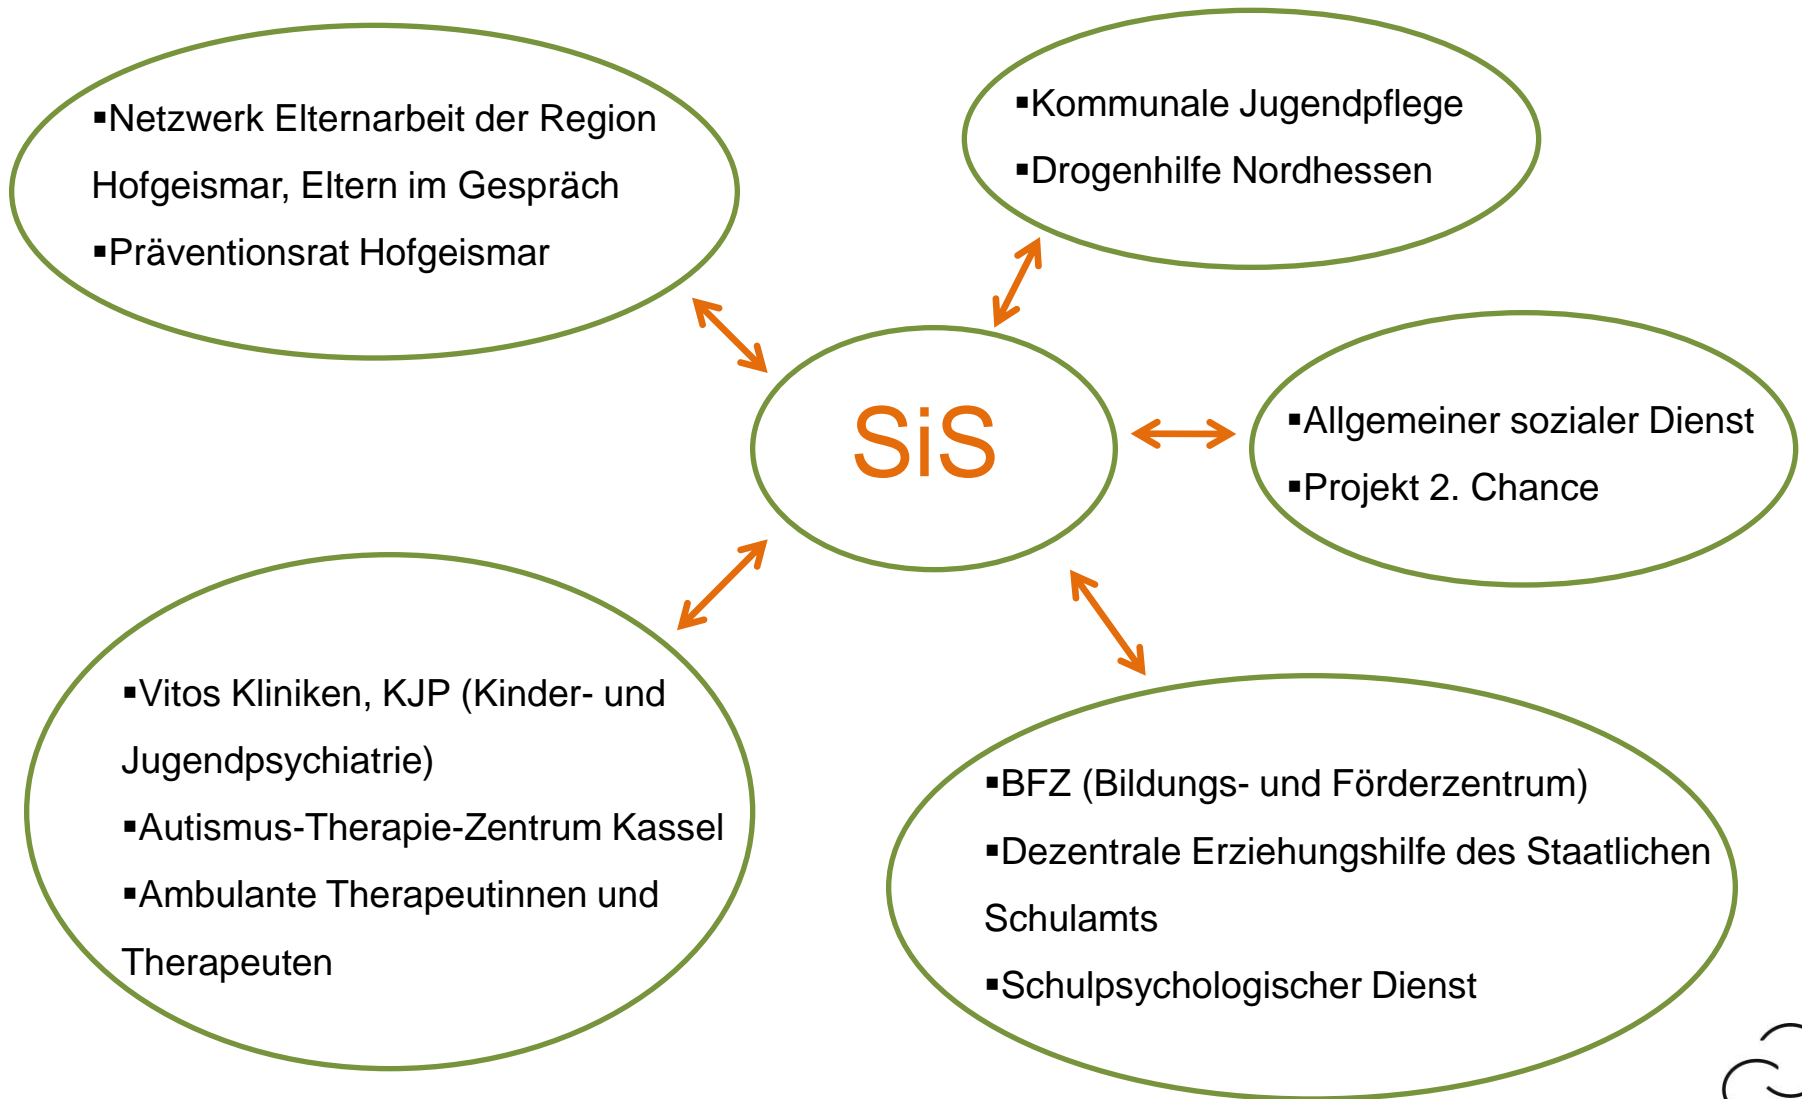 ▪Netzwerk Elternarbeit der Region
Hofgeismar, Eltern im Gespräch
▪Präventionsrat Hofgeismar
▪Kommunale Jugendpflege
▪Drogenhilfe Nordhessen
SiS
▪Allgemeiner sozialer Dienst
▪Projekt 2. Chance
▪Vitos Kliniken, KJP (Kinder- und
Jugendpsychiatrie)
▪Autismus-Therapie-Zentrum Kassel
▪Ambulante Therapeutinnen und
Therapeuten
▪BFZ (Bildungs- und Förderzentrum)
▪Dezentrale Erziehungshilfe des Staatlichen
Schulamts
▪Schulpsychologischer Dienst